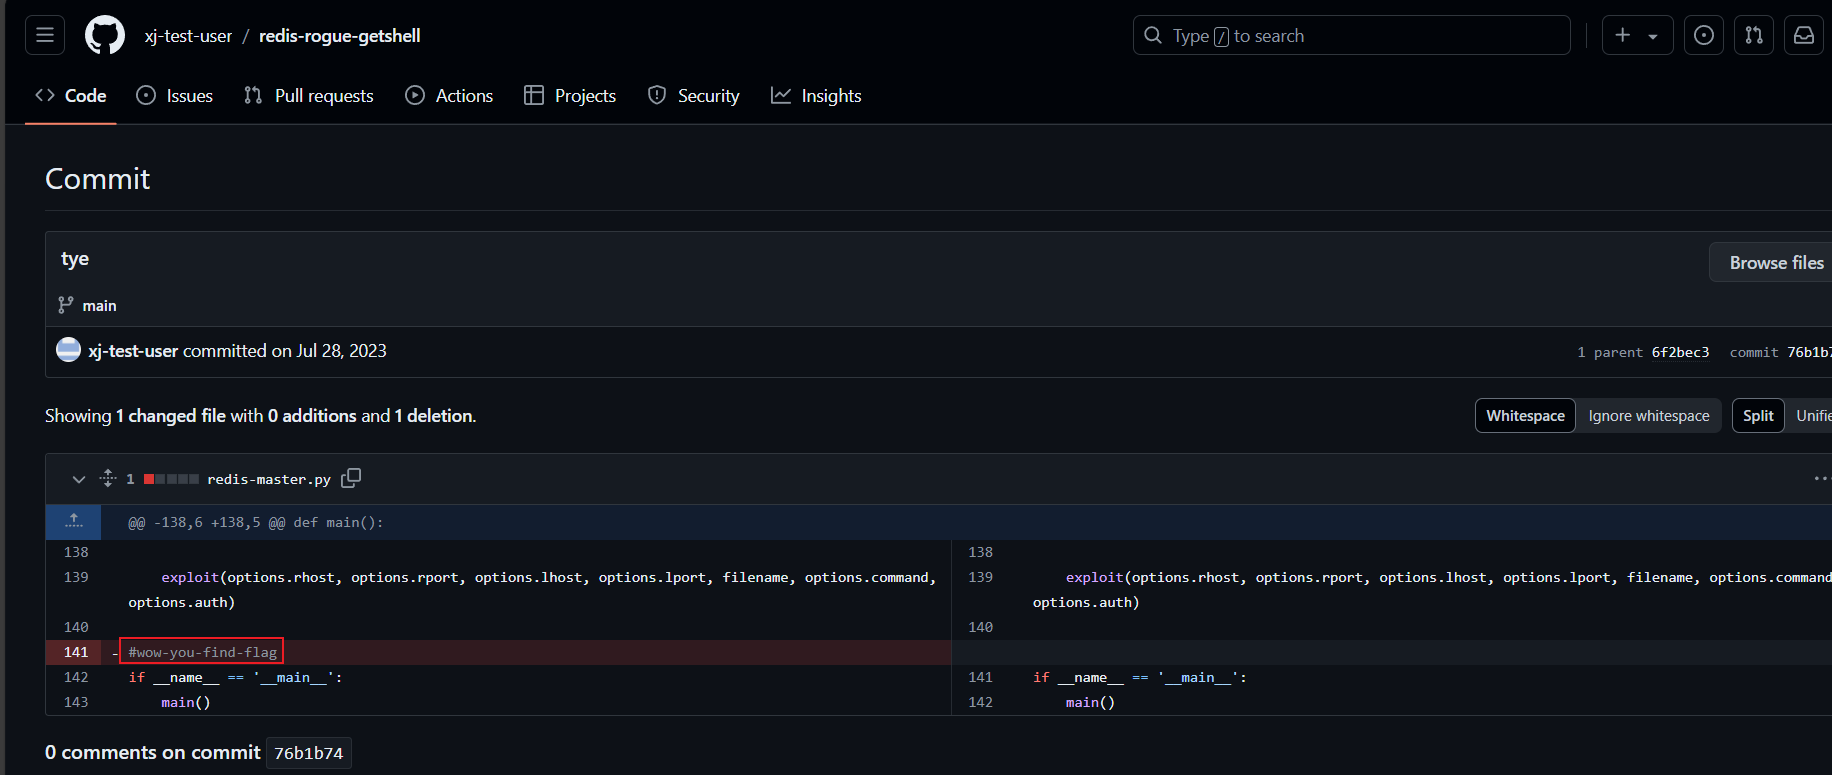 xj-test-user / redis-rogue-getshell
Type / to search
Code Issues Pull requests Actions Projects Security Insights
Commit
tye
Browse files
main
xj-test-user committed on Jul 28, 2023
1 parent 6f2bec3 commit 76b1b7
Showing 1 changed file with 0 additions and 1 deletion.
Whitespace Ignore whitespace Split Unifie
1 redis-master.py
@@ -138,6 +138,5 @@ def main():
138 138
139 exploit(options.rhost, options.rport, options.lhost, options.lport, filename, options.command, 139 exploit(options.rhost, options.rport, options.lhost, options.lport, filename, options.command
options.auth) options.auth)
140 140
141 - #wow-you-find-flag
142 if __name__ == '__main__': 141 if __name__ == '__main__':
143 main() 142 main()
0 comments on commit 76b1b74